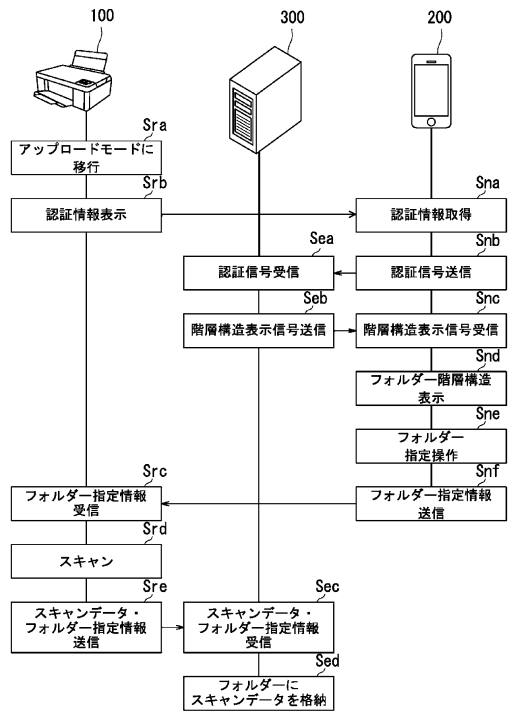 100
300
200
Sra
アップロードモードに
移行
Srb
認証情報表示
Sna
認証情報取得
Sea
認証信号受信
Snb
認証信号送信
Seb
階層構造表示信号送信
Snc
階層構造表示信号受信
Snd
フォルダー階層構造
表示
Sne
フォルダー
指定操作
Src
フォルダー指定情報
受信
Snf
フォルダー指定情報
送信
Srd
スキャン
Sre
スキャンデータ・
フォルダー指定情報
送信
Sec
スキャンデータ・
フォルダー指定情報
受信
Sed
フォルダーに
スキャンデータを格納